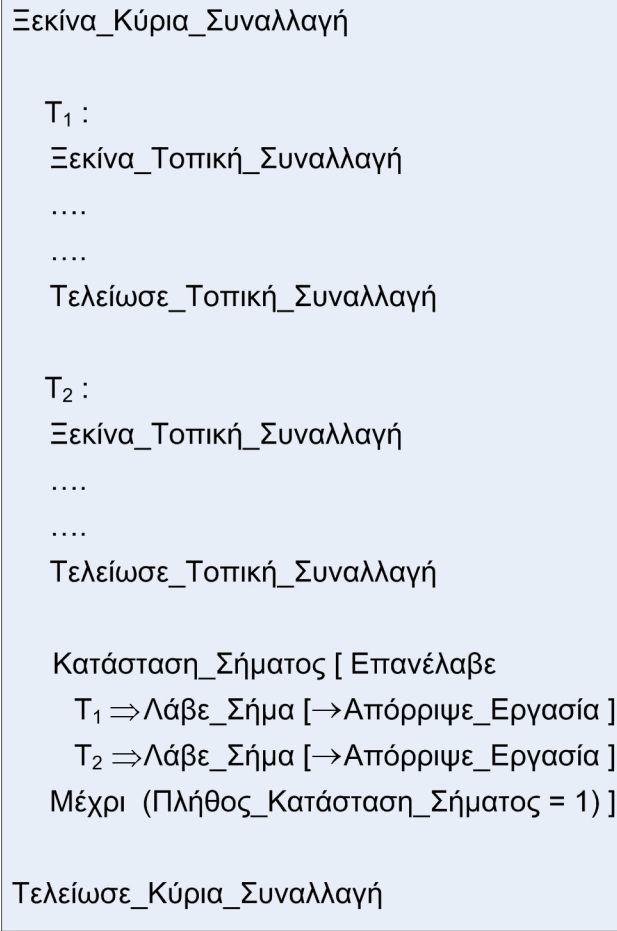 Ξεκίνα_Κύρια_Συναλλαγή
T₁ :
Ξεκίνα_Τοπική_Συναλλαγή
….
….
Τελείωσε_Τοπική_Συναλλαγή
T₂ :
Ξεκίνα_Τοπική_Συναλλαγή
….
….
Τελείωσε_Τοπική_Συναλλαγή
Κατάσταση_Σήματος [ Επανέλαβε
T₁ ⇒Λάβε_Σήμα [→Απόρριψε_Εργασία ]
T₂ ⇒Λάβε_Σήμα [→Απόρριψε_Εργασία ]
Μέχρι (Πλήθος_Κατάσταση_Σήματος = 1) ]
Τελείωσε_Κύρια_Συναλλαγή